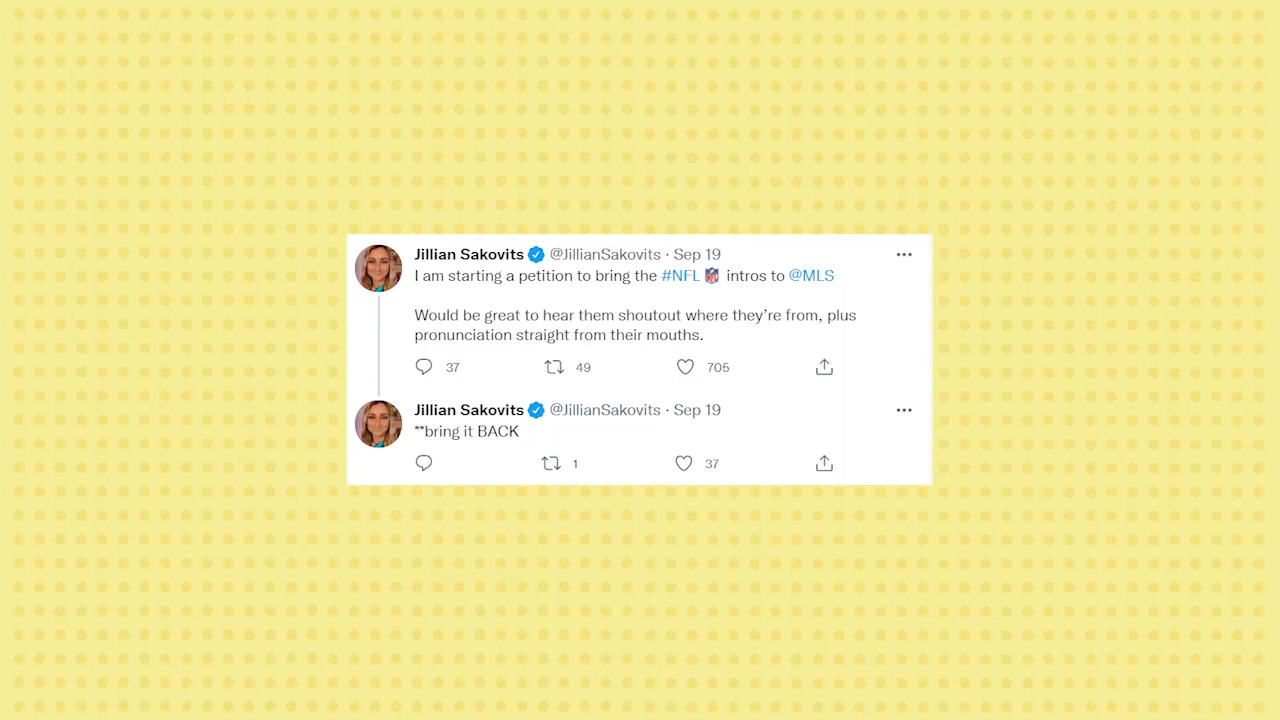 Jillian Sakovits @JillianSakovits · Sep 19
I am starting a petition to bring the #NFL intros to @MLS
Would be great to hear them shoutout where they’re from, plus
pronunciation straight from their mouths.
37 49 705
Jillian Sakovits @JillianSakovits · Sep 19
**bring it BACK
1 37